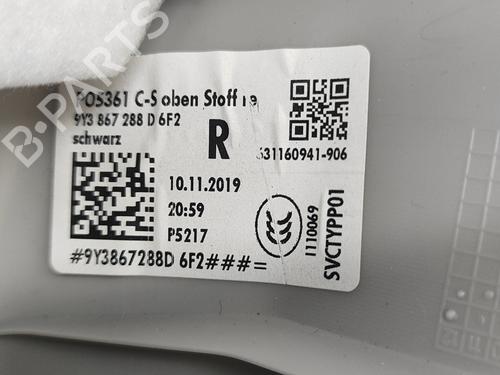 PO5361 C-S oben Stoff re
9Y3 867 288 D 6F2
schwarz
R
631160941-906
10.11.2019
20:59
P5217
1110069
SVCTYPP01
#9Y3867288D 6F2###=
B-PARTS